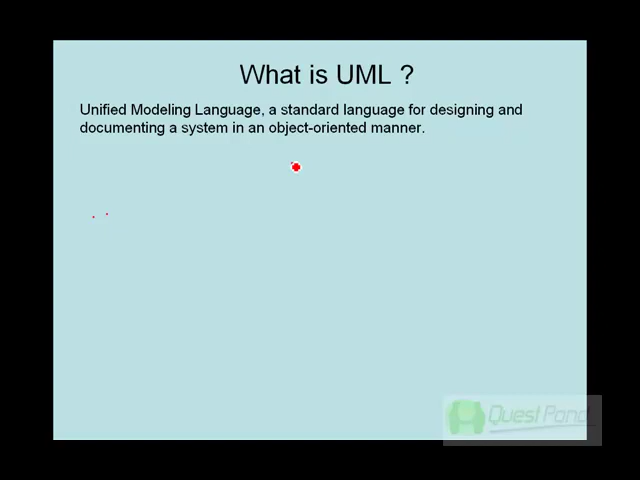 What is UML ?
Unified Modeling Language, a standard language for designing and
documenting a system in an object-oriented manner.
QuestPond